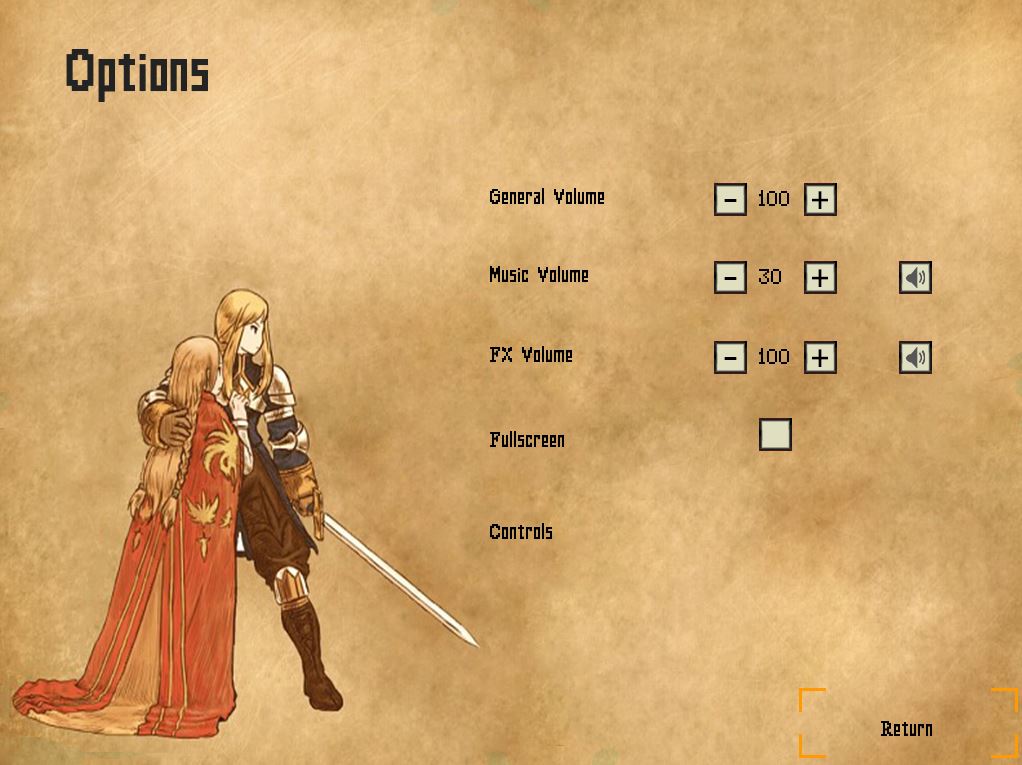 Options
General Volume - 100 +
Music Volume - 30 +
FX Volume - 100 +
Fullscreen
Controls
Return